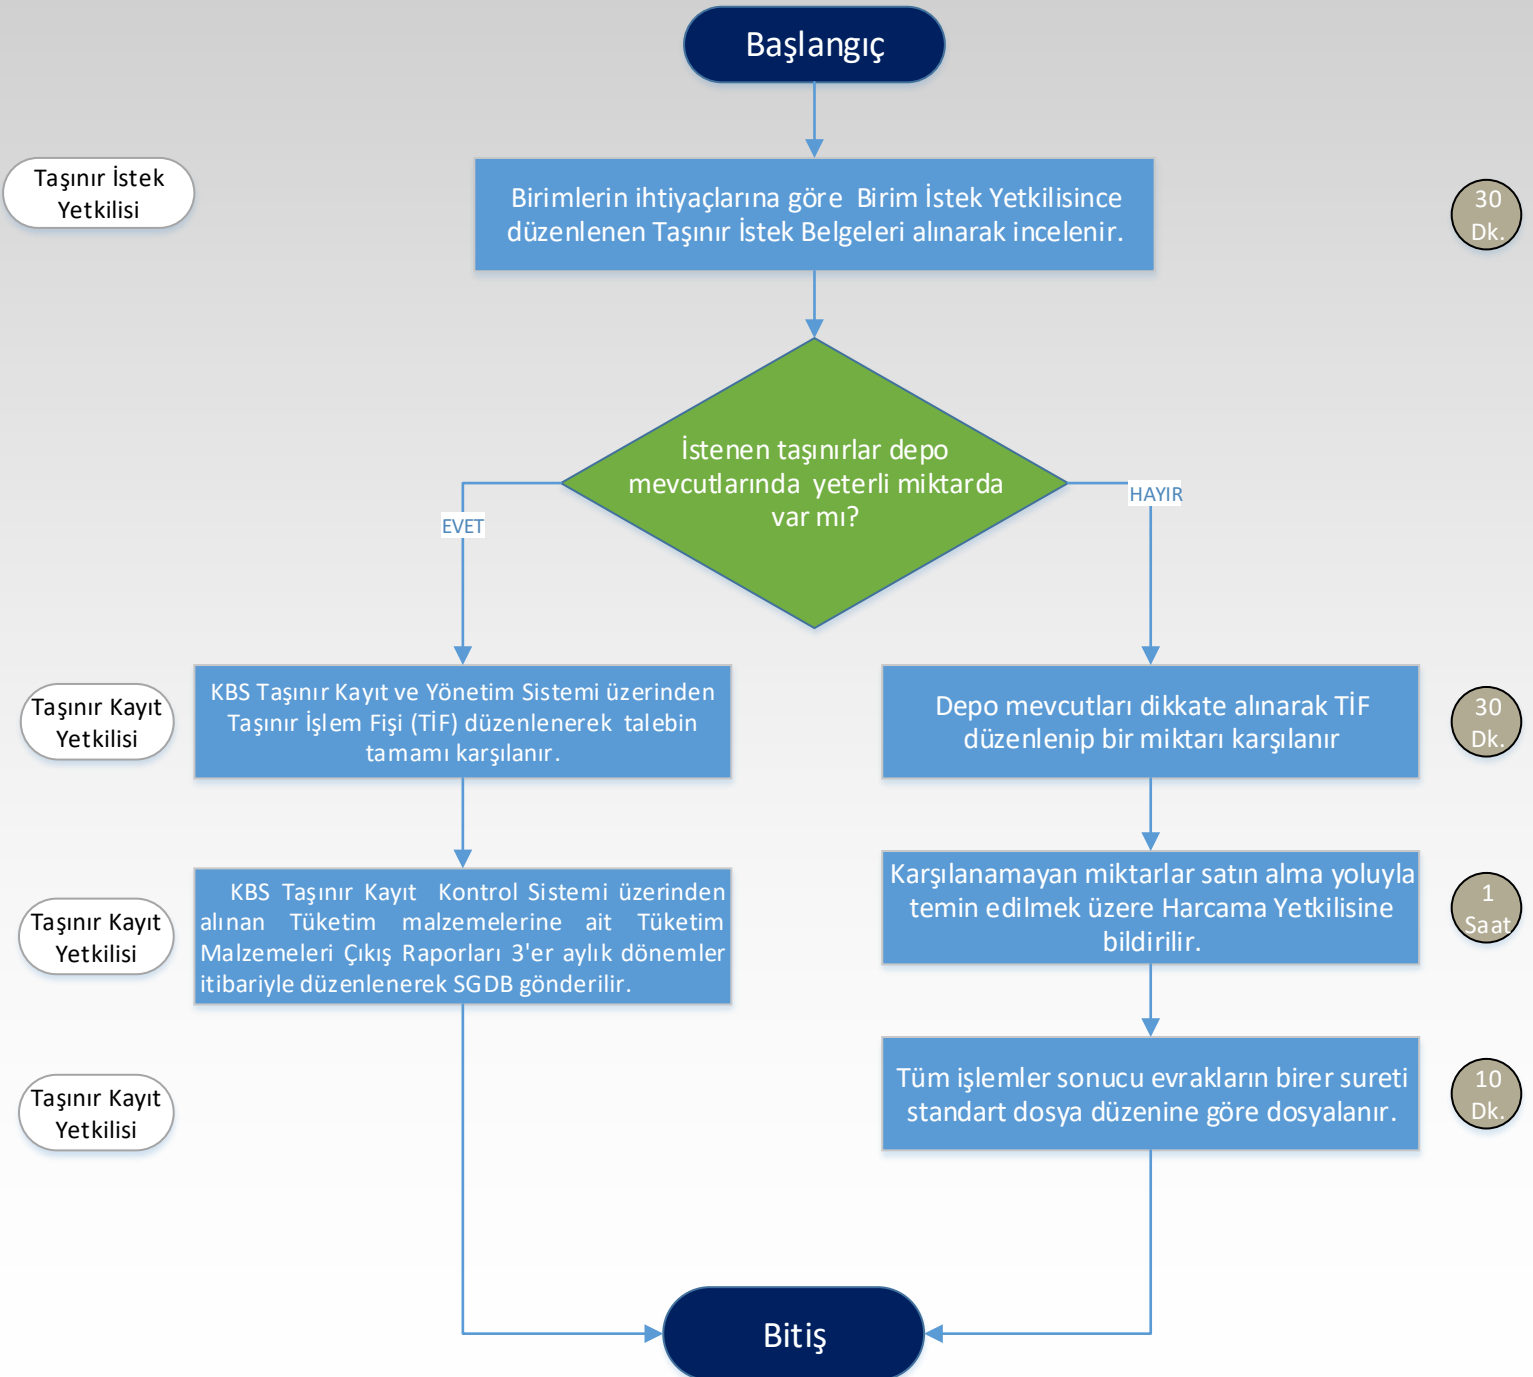 Başlangıç
Taşınır İstek
Yetkilisi
Birimlerin ihtiyaçlarına göre Birim İstek Yetkilisince
düzenlenen Taşınır İstek Belgeleri alınarak incelenir.
30
Dk.
İstenen taşınırlar depo
mevcutlarında yeterli miktarda
var mı?
EVET
HAYIR
Taşınır Kayıt
Yetkilisi
KBS Taşınır Kayıt ve Yönetim Sistemi üzerinden
Taşınır İşlem Fişi (TİF) düzenlenerek talebin
tamamı karşılanır.
Depo mevcutları dikkate alınarak TİF
düzenlenip bir miktarı karşılanır
30
Dk.
Taşınır Kayıt
Yetkilisi
KBS Taşınır Kayıt Kontrol Sistemi üzerinden
alınan Tüketim malzemelerine ait Tüketim
Malzemeleri Çıkış Raporları 3'er aylık dönemler
itibariyle düzenlenerek SGDB gönderilir.
Karşılanamayan miktarlar satın alma yoluyla
temin edilmek üzere Harcama Yetkilisine
bildirilir.
1
Saat
Taşınır Kayıt
Yetkilisi
Tüm işlemler sonucu evrakların birer sureti
standart dosya düzenine göre dosyalanır.
10
Dk.
Bitiş